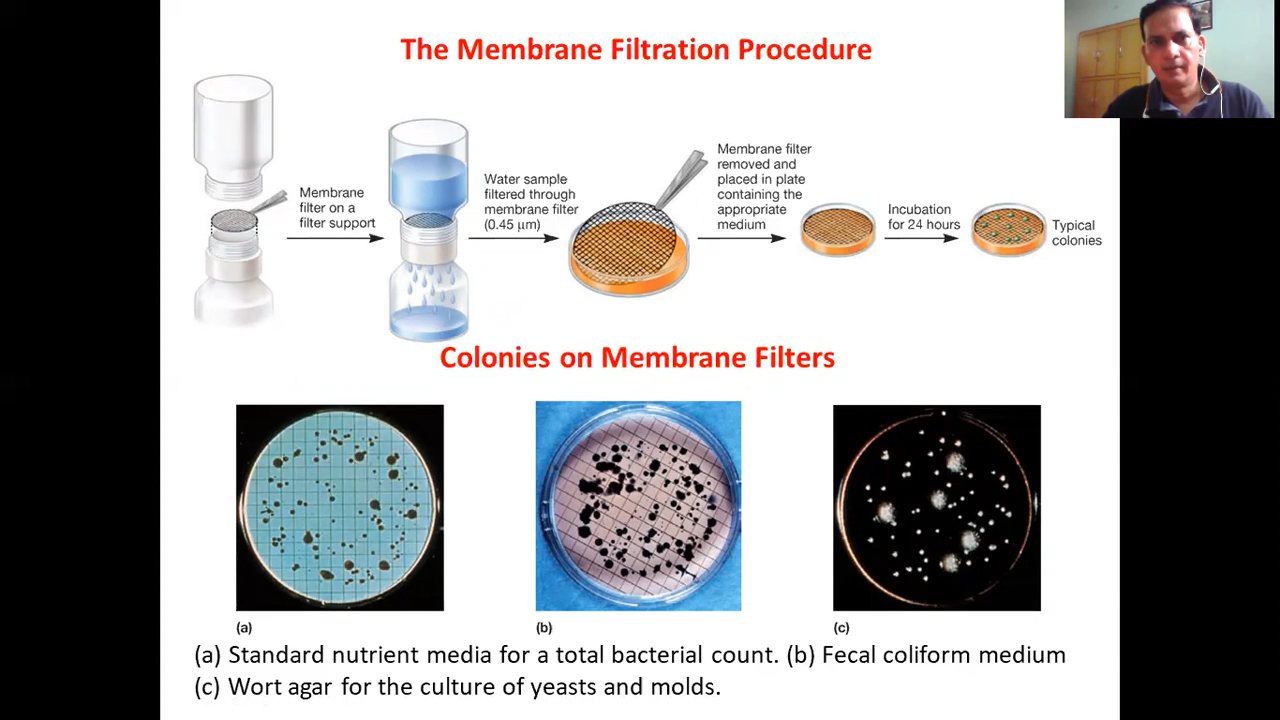 The Membrane Filtration Procedure
Membrane
filter on a
filter support
Water sample
filtered through
membrane filter
(0.45 µm)
Membrane filter
removed and
placed in plate
containing the
appropriate
medium
Incubation
for 24 hours
Typical
colonies
Colonies on Membrane Filters
(a)
(b)
(c)
(a) Standard nutrient media for a total bacterial count. (b) Fecal coliform medium
(c) Wort agar for the culture of yeasts and molds.